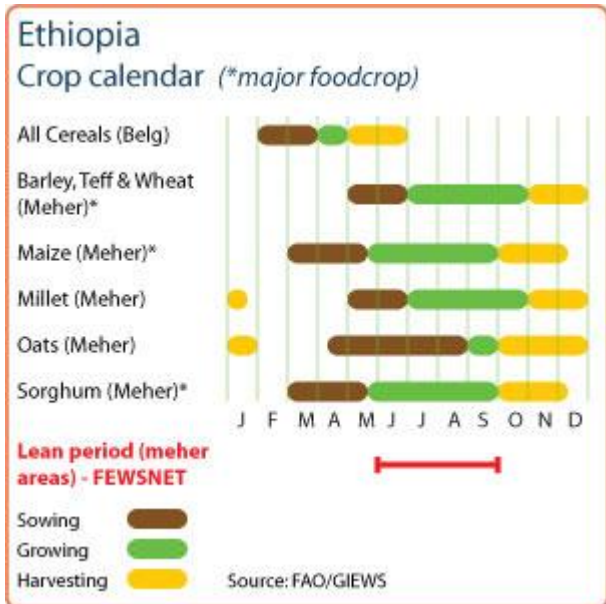 Ethiopia
Crop calendar (*major foodcrop)
All Cereals (Belg)
Barley, Teff & Wheat
(Meher)*
Maize (Meher)*
Millet (Meher)
Oats (Meher)
Sorghum (Meher)*
J F M A M J J A S O N D
Lean period (meher
areas) - FEWSNET
Sowing
Growing
Harvesting
Source: FAO/GIEWS